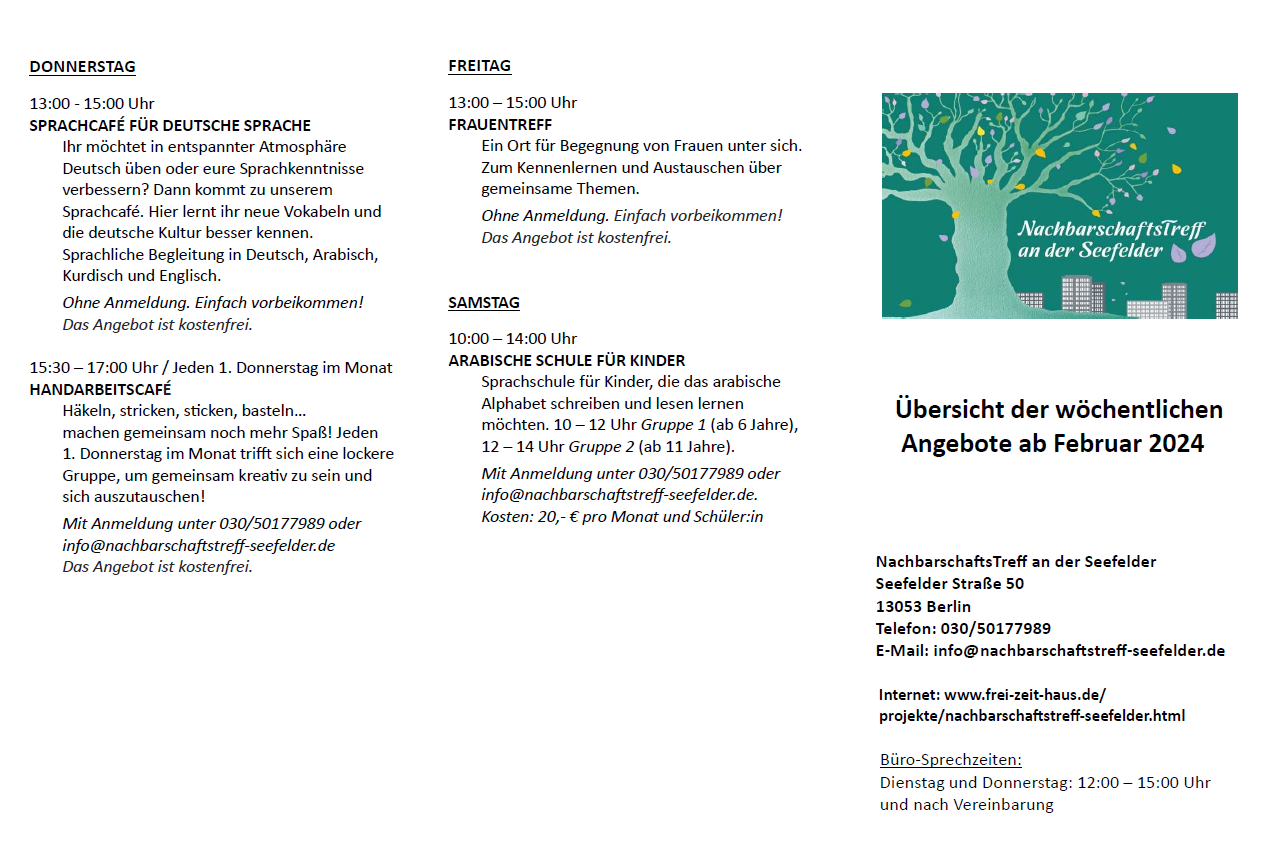 DONNERSTAG
13:00 - 15:00 Uhr
SPRACHCAFÉ FÜR DEUTSCHE SPRACHE
Ihr möchtet in entspannter Atmosphäre
Deutsch üben oder eure Sprachkenntnisse
verbessern? Dann kommt zu unserem
Sprachcafé. Hier lernt ihr neue Vokabeln und
die deutsche Kultur besser kennen.
Sprachliche Begleitung in Deutsch, Arabisch,
Kurdisch und Englisch.
Ohne Anmeldung. Einfach vorbeikommen!
Das Angebot ist kostenfrei.
15:30 – 17:00 Uhr / Jeden 1. Donnerstag im Monat
HANDARBEITSCAFÉ
Häkeln, stricken, sticken, basteln…
machen gemeinsam noch mehr Spaß! Jeden
1. Donnerstag im Monat trifft sich eine lockere
Gruppe, um gemeinsam kreativ zu sein und
sich auszutauschen!
Mit Anmeldung unter 030/50177989 oder
info@nachbarschaftstreff-seefelder.de
Das Angebot ist kostenfrei.
FREITAG
13:00 – 15:00 Uhr
FRAUENTREFF
Ein Ort für Begegnung von Frauen unter sich.
Zum Kennenlernen und Austauschen über
gemeinsame Themen.
Ohne Anmeldung. Einfach vorbeikommen!
Das Angebot ist kostenfrei.
SAMSTAG
10:00 – 14:00 Uhr
ARABISCHE SCHULE FÜR KINDER
Sprachschule für Kinder, die das arabische
Alphabet schreiben und lesen lernen
möchten. 10 – 12 Uhr Gruppe 1 (ab 6 Jahre),
12 – 14 Uhr Gruppe 2 (ab 11 Jahre).
Mit Anmeldung unter 030/50177989 oder
info@nachbarschaftstreff-seefelder.de.
Kosten: 20,- € pro Monat und Schüler:in
NachbarschaftsTreff
an der Seefelder
Übersicht der wöchentlichen
Angebote ab Februar 2024
NachbarschaftsTreff an der Seefelder
Seefelder Straße 50
13053 Berlin
Telefon: 030/50177989
E-Mail: info@nachbarschaftstreff-seefelder.de
Internet: www.frei-zeit-haus.de/
projekte/nachbarschaftstreff-seefelder.html
Büro-Sprechzeiten:
Dienstag und Donnerstag: 12:00 – 15:00 Uhr
und nach Vereinbarung